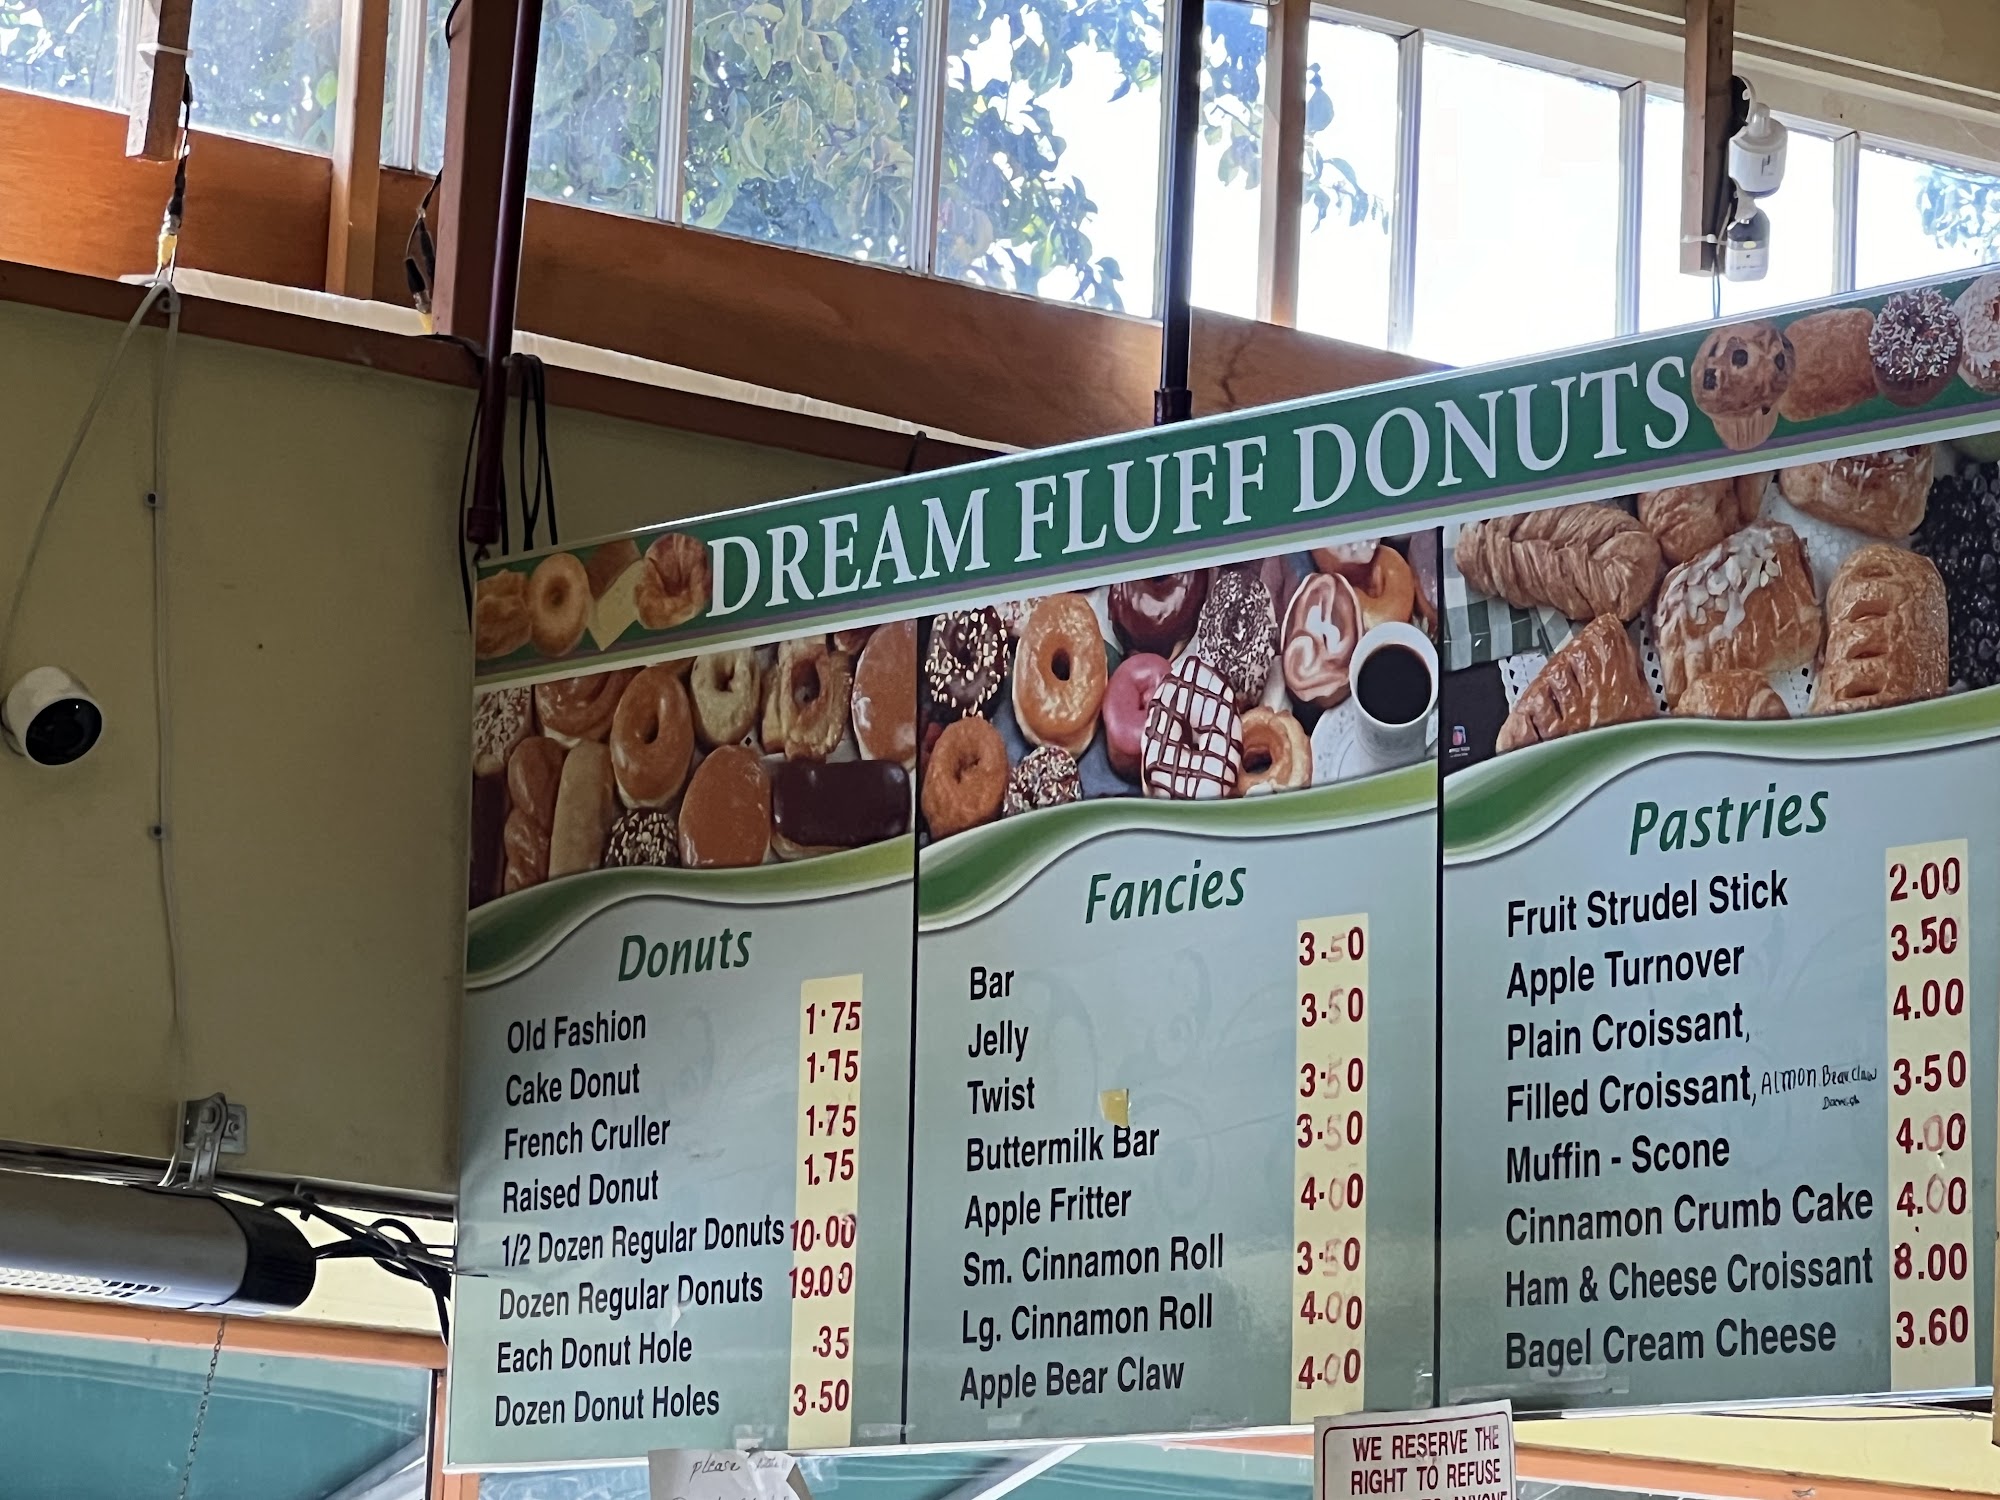 DREAM FLUFF DONUTS
Donuts
Old Fashion 1.75
Cake Donut 1.75
French Cruller 1.75
Raised Donut 1.75
1/2 Dozen Regular Donuts 10.00
Dozen Regular Donuts 19.00
Each Donut Hole .35
Dozen Donut Holes 3.50
Fancies
Bar 3.50
Jelly 3.50
Twist 3.50
Buttermilk Bar 3.50
Apple Fritter 4.00
Sm. Cinnamon Roll 3.50
Lg. Cinnamon Roll 4.00
Apple Bear Claw 4.00
Pastries
Fruit Strudel Stick 2.00
Apple Turnover 3.50
Plain Croissant, 4.00
Filled Croissant, Almon. Bear Claw 3.50
Muffin - Scone 4.00
Cinnamon Crumb Cake 4.00
Ham & Cheese Croissant 8.00
Bagel Cream Cheese 3.60
please
WE RESERVE THE
RIGHT TO REFUSE